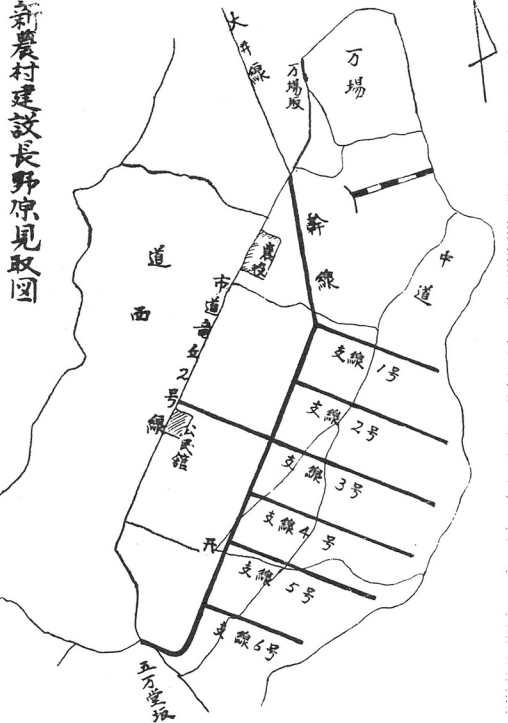 新農村建設長野原見取図
大井線
万場坂
万場
幹線
中道
道西
農協
市道竜丘2号線
公民館
支線1号
支線2号
支線3号
支線4号
支線5号
支線6号
五万堂坂